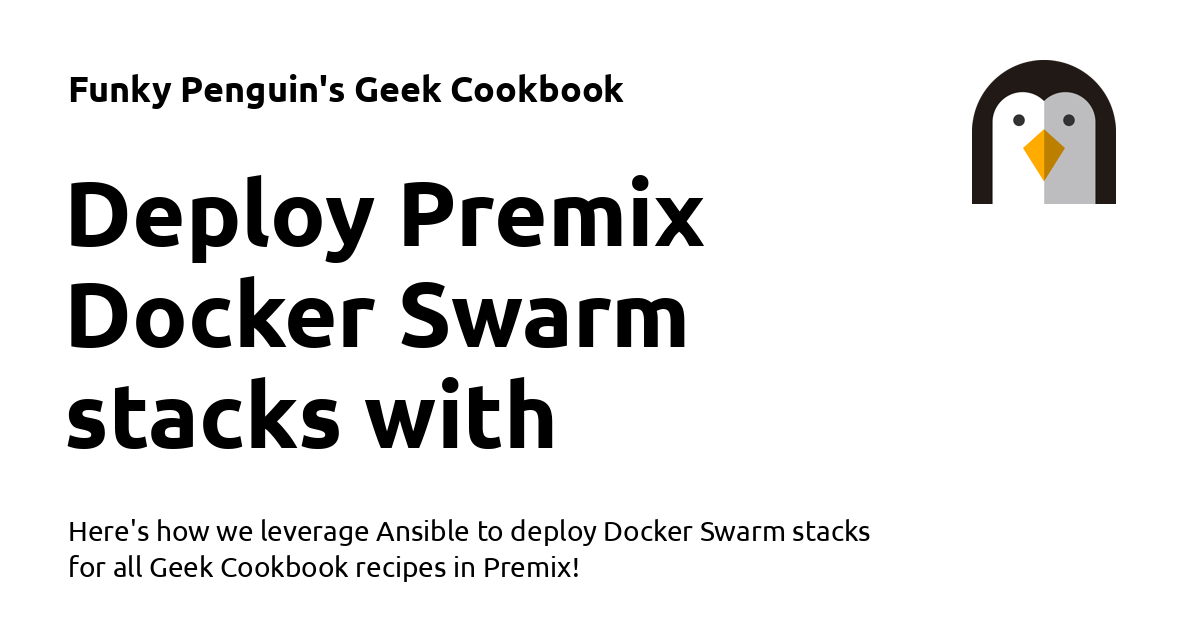 Funky Penguin's Geek Cookbook
Deploy Premix
Docker Swarm
stacks with
Here's how we leverage Ansible to deploy Docker Swarm stacks
for all Geek Cookbook recipes in Premix!